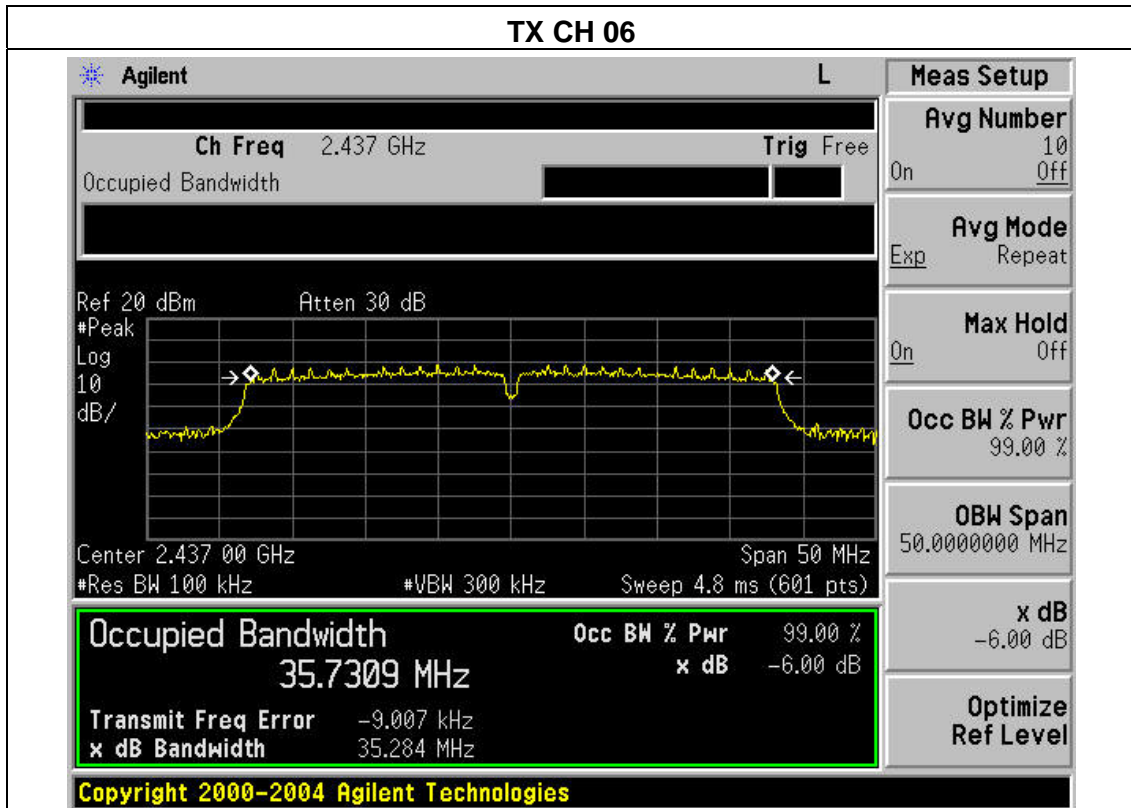 TX CH 06
Agilent L Meas Setup
Ch Freq 2.437 GHz Trig Free
Occupied Bandwidth
Avg Number
10
On Off
Avg Mode
Exp Repeat
Max Hold
On Off
Occ BW % Pwr
99.00 %
OBW Span
50.0000000 MHz
x dB
-6.00 dB
Optimize
Ref Level
Ref 20 dBm Atten 30 dB
#Peak
Log
10
dB/
Center 2.437 00 GHz Span 50 MHz
#Res BW 100 kHz #VBW 300 kHz Sweep 4.8 ms (601 pts)
Occupied Bandwidth Occ BW % Pwr 99.00 %
35.7309 MHz x dB -6.00 dB
Transmit Freq Error -9.007 kHz
x dB Bandwidth 35.284 MHz
Copyright 2000-2004 Agilent Technologies